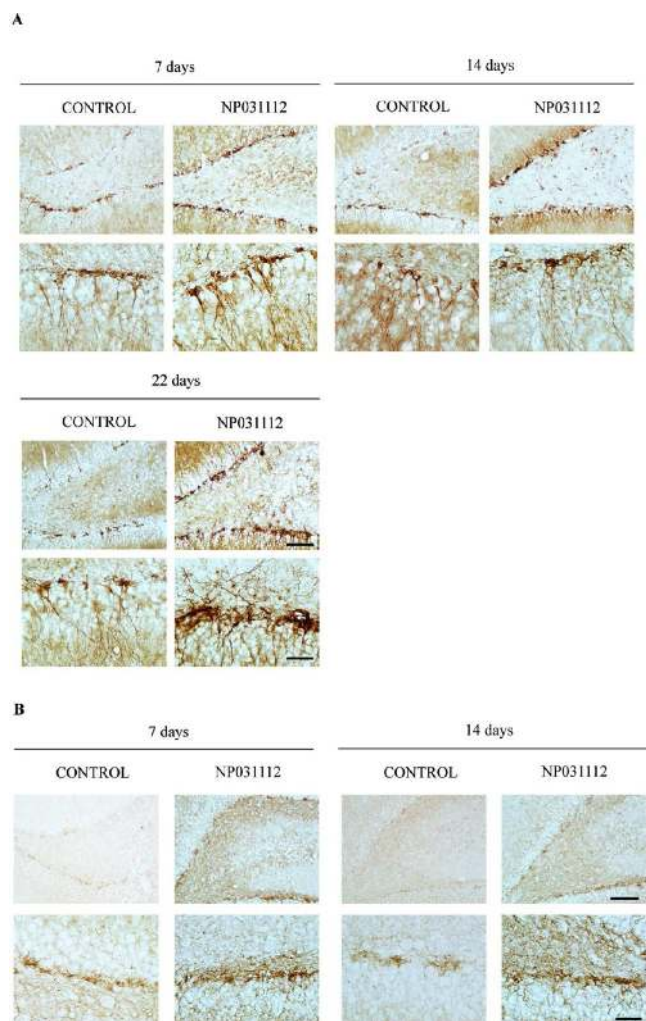 A
7 days 14 days
CONTROL NP031112 CONTROL NP031112
22 days
CONTROL NP031112
B
7 days 14 days
CONTROL NP031112 CONTROL NP031112